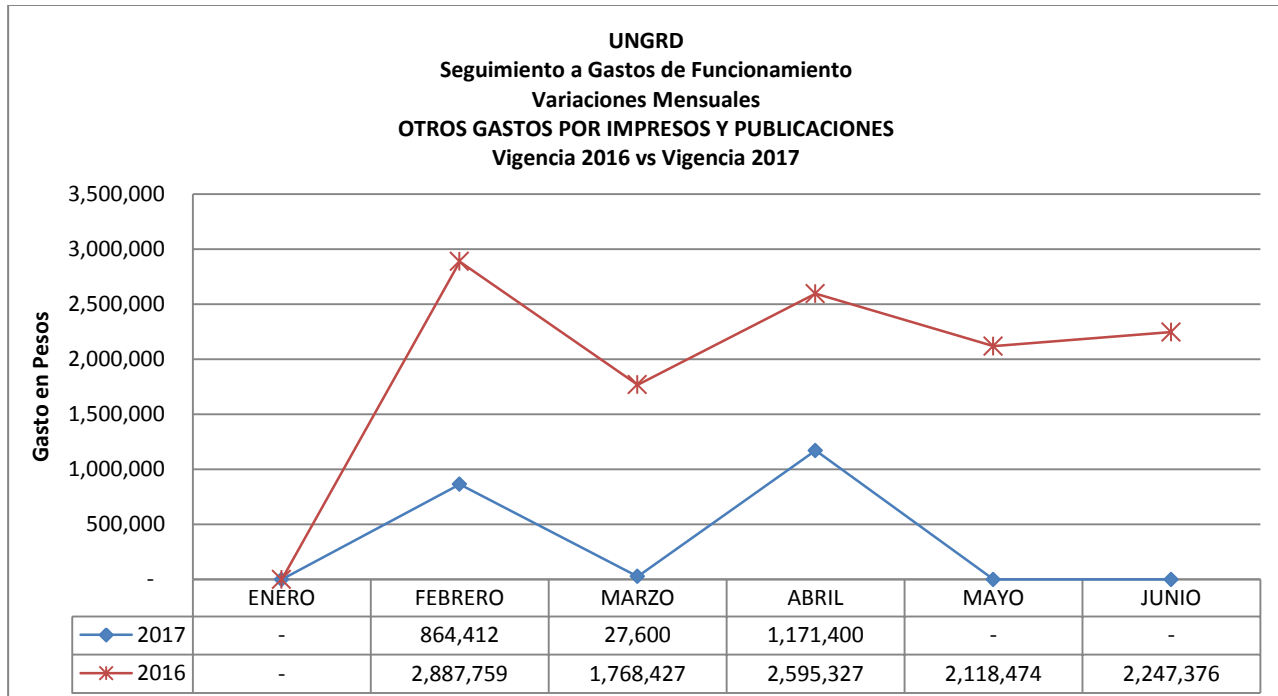 UNGRD
Seguimiento a Gastos de Funcionamiento
Variaciones Mensuales
OTROS GASTOS POR IMPRESOS Y PUBLICACIONES
Vigencia 2016 vs Vigencia 2017
Gasto en Pesos
3,500,000
3,000,000
2,500,000
2,000,000
1,500,000
1,000,000
500,000
-
ENERO FEBRERO MARZO ABRIL MAYO JUNIO
2017 - 864,412 27,600 1,171,400 - -
2016 - 2,887,759 1,768,427 2,595,327 2,118,474 2,247,376